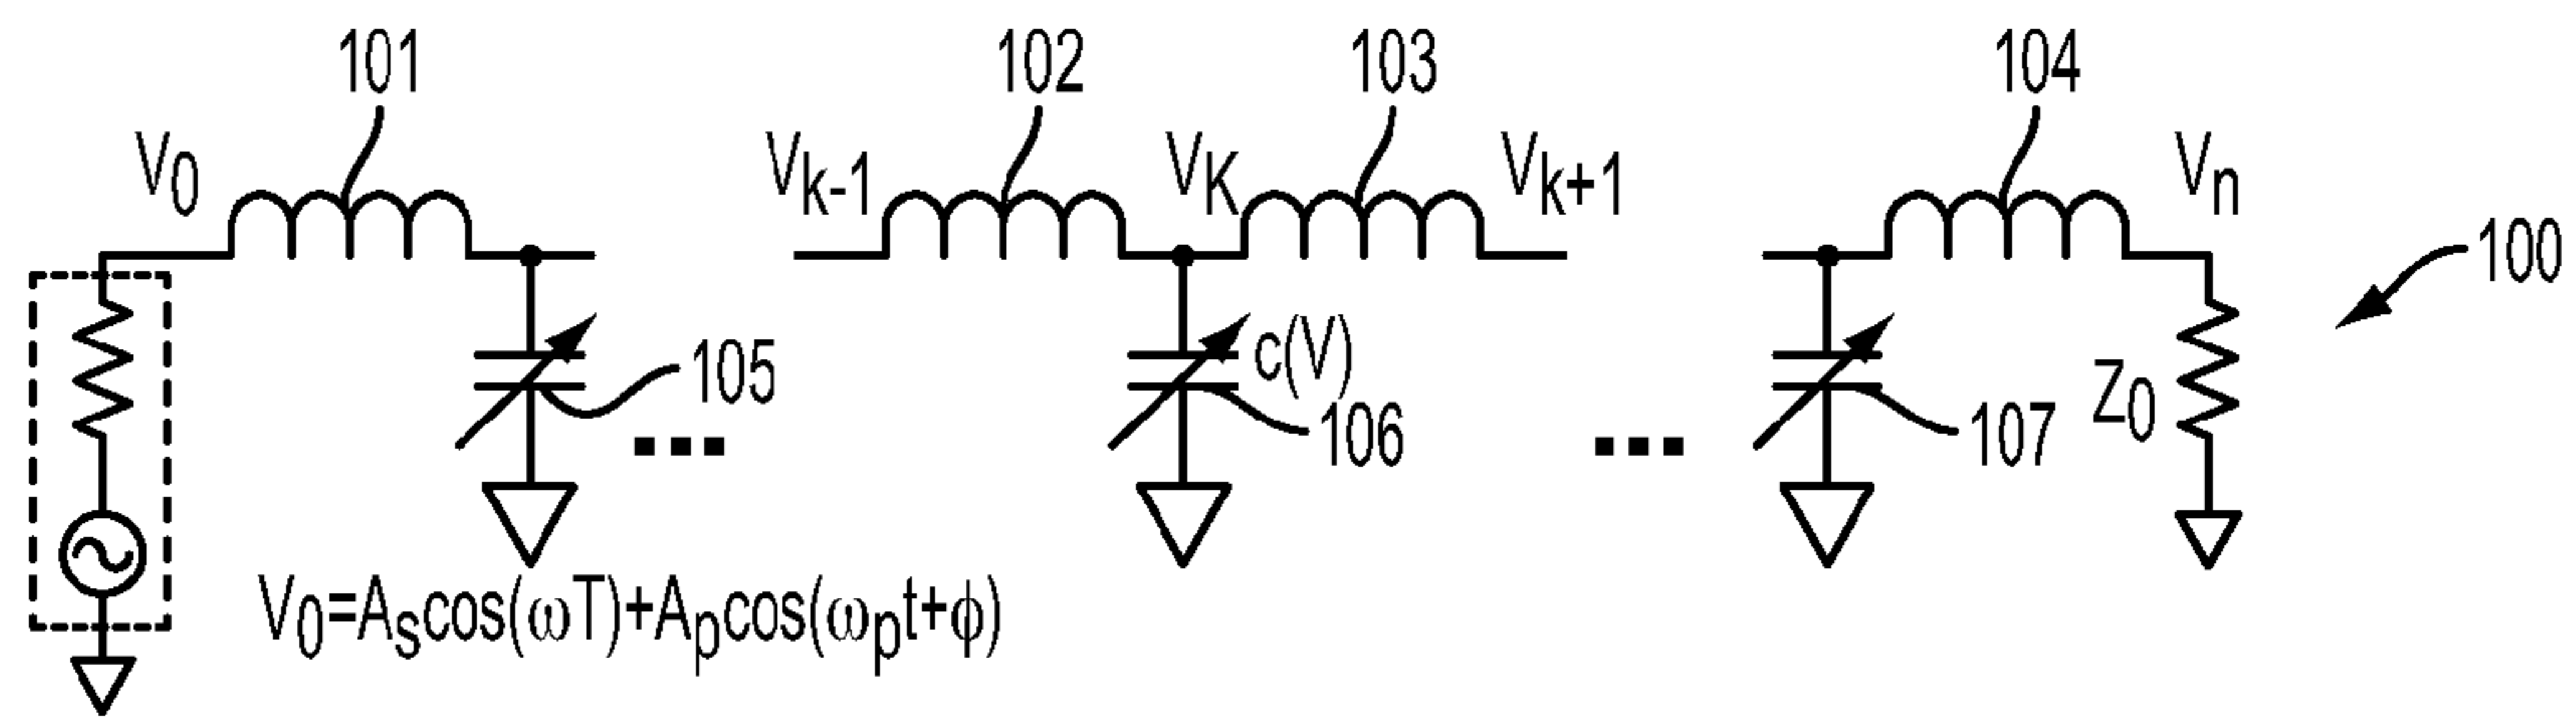 101 102 103 104
V0 Vk-1 VK Vk+1 Vn
100
105 c(V) 106 107 Z0
V0=Ascos(ωT)+Apcos(ωpt+ϕ)